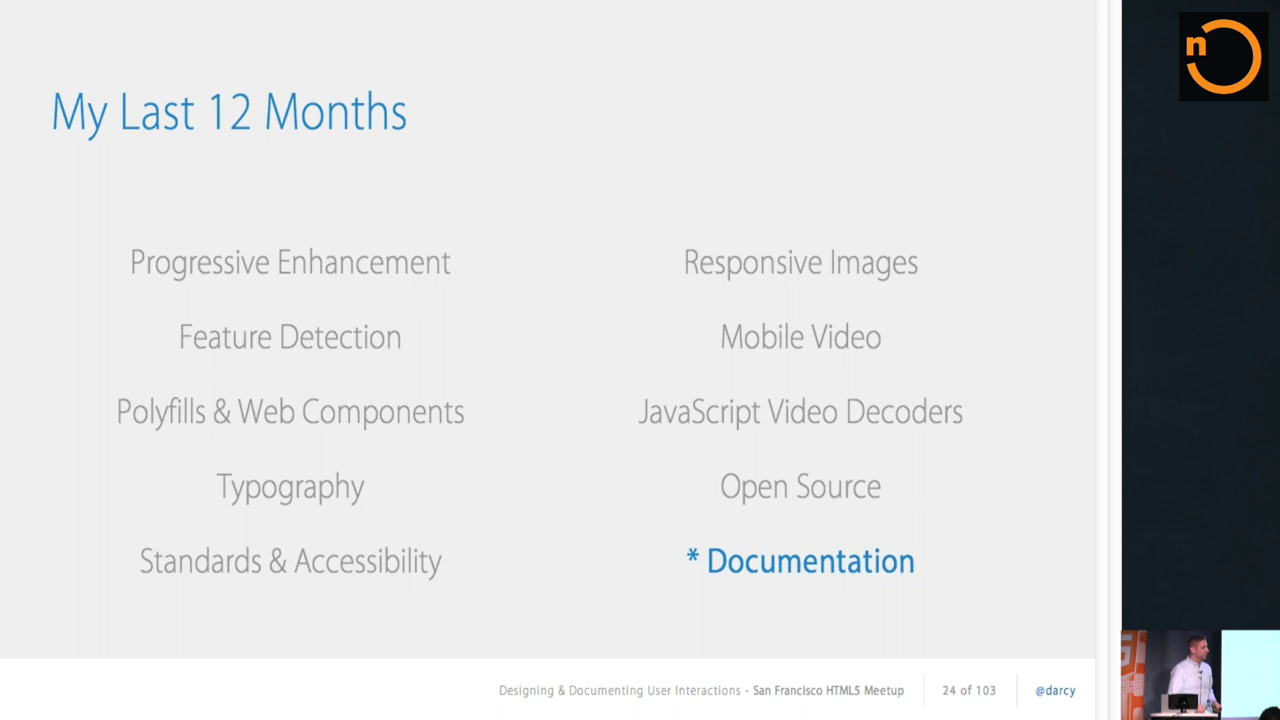 n
My Last 12 Months
Progressive Enhancement
Feature Detection
Polyfills & Web Components
Typography
Standards & Accessibility
Responsive Images
Mobile Video
JavaScript Video Decoders
Open Source
* Documentation
Designing & Documenting User Interactions - San Francisco HTML5 Meetup
24 of 103
@darcy